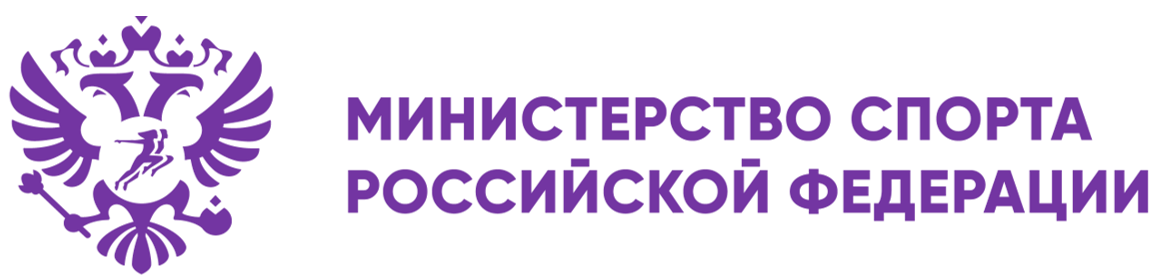 МИНИСТЕРСТВО СПОРТА
РОССИЙСКОЙ ФЕДЕРАЦИИ